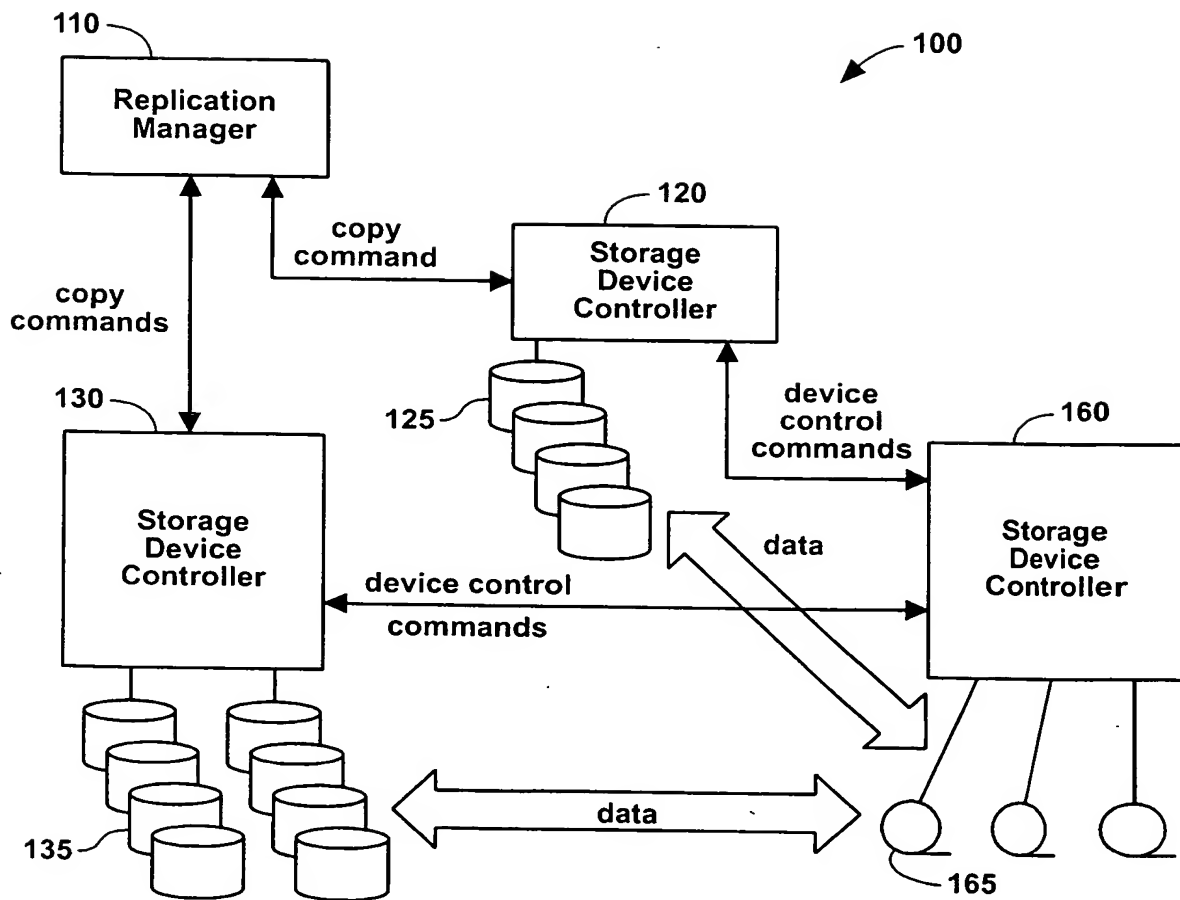 110
100
Replication
Manager
120
copy
command
Storage
Device
Controller
copy
commands
130
125
device
control
commands
160
Storage
Device
Controller
data
Storage
Device
Controller
device control
commands
data
135
165